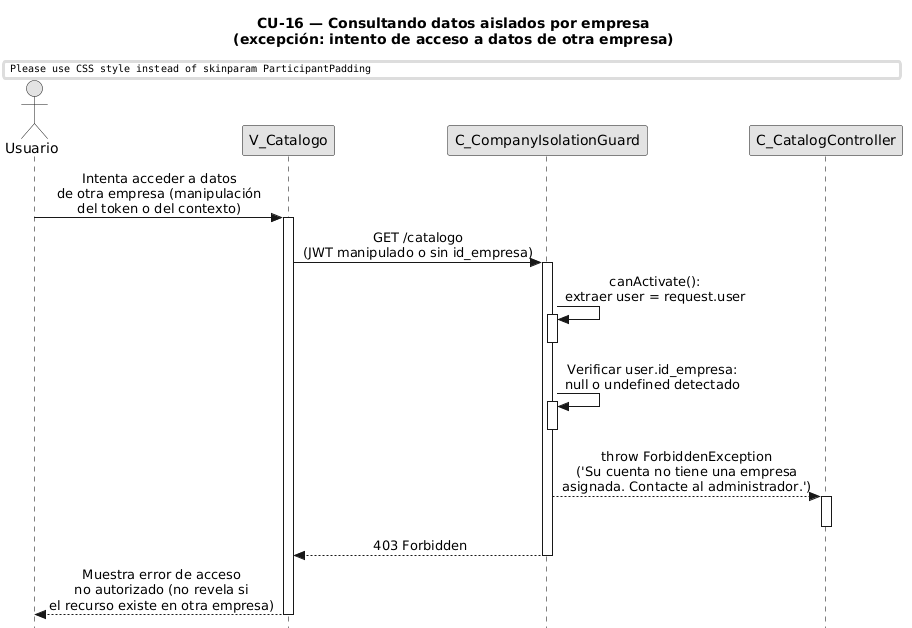 CU-16 — Consultando datos aislados por empresa
(excepción: intento de acceso a datos de otra empresa)
Please use CSS style instead of skinparam ParticipantPadding
Usuario
V_Catalogo
C_CompanyIsolationGuard
C_CatalogController
Intenta acceder a datos
de otra empresa (manipulación
del token o del contexto)
GET /catalogo
(JWT manipulado o sin id_empresa)
canActivate():
extraer user = request.user
Verificar user.id_empresa:
null o undefined detectado
throw ForbiddenException
('Su cuenta no tiene una empresa
asignada. Contacte al administrador.')
403 Forbidden
Muestra error de acceso
no autorizado (no revela si
el recurso existe en otra empresa)